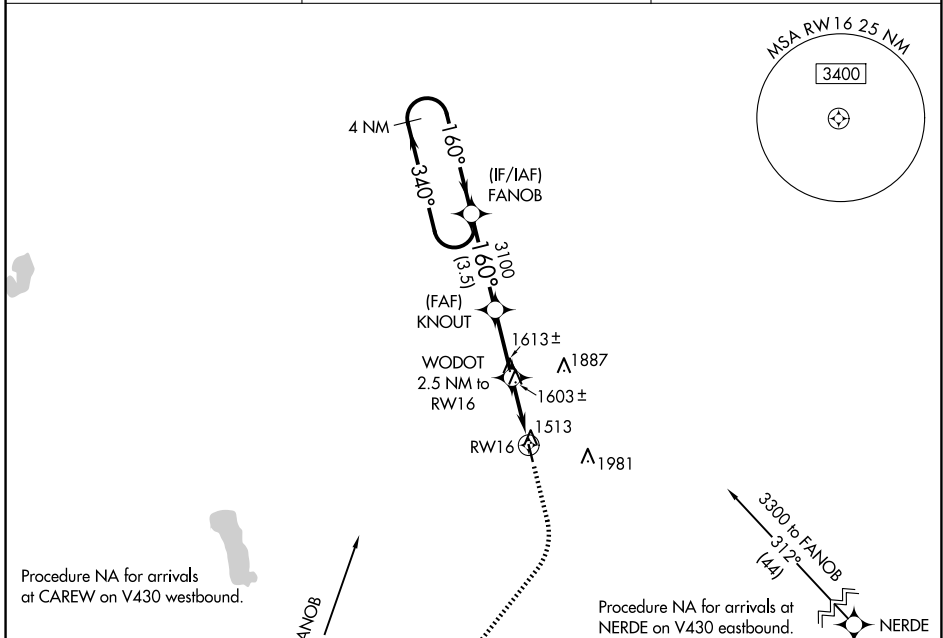 MSA RW16 25 NM
3400
4 NM
160°
340°
(IF/IAF)
FANOB
3100
160°
(3.5)
(FAF)
KNOUT
1613±
WODOT
2.5 NM to
RW16
1887
1603±
1513
RW16
1981
3300 to FANOB
312°
(44)
Procedure NA for arrivals
at CAREW on V430 westbound.
ANOB
Procedure NA for arrivals at
NERDE on V430 eastbound.
NERDE